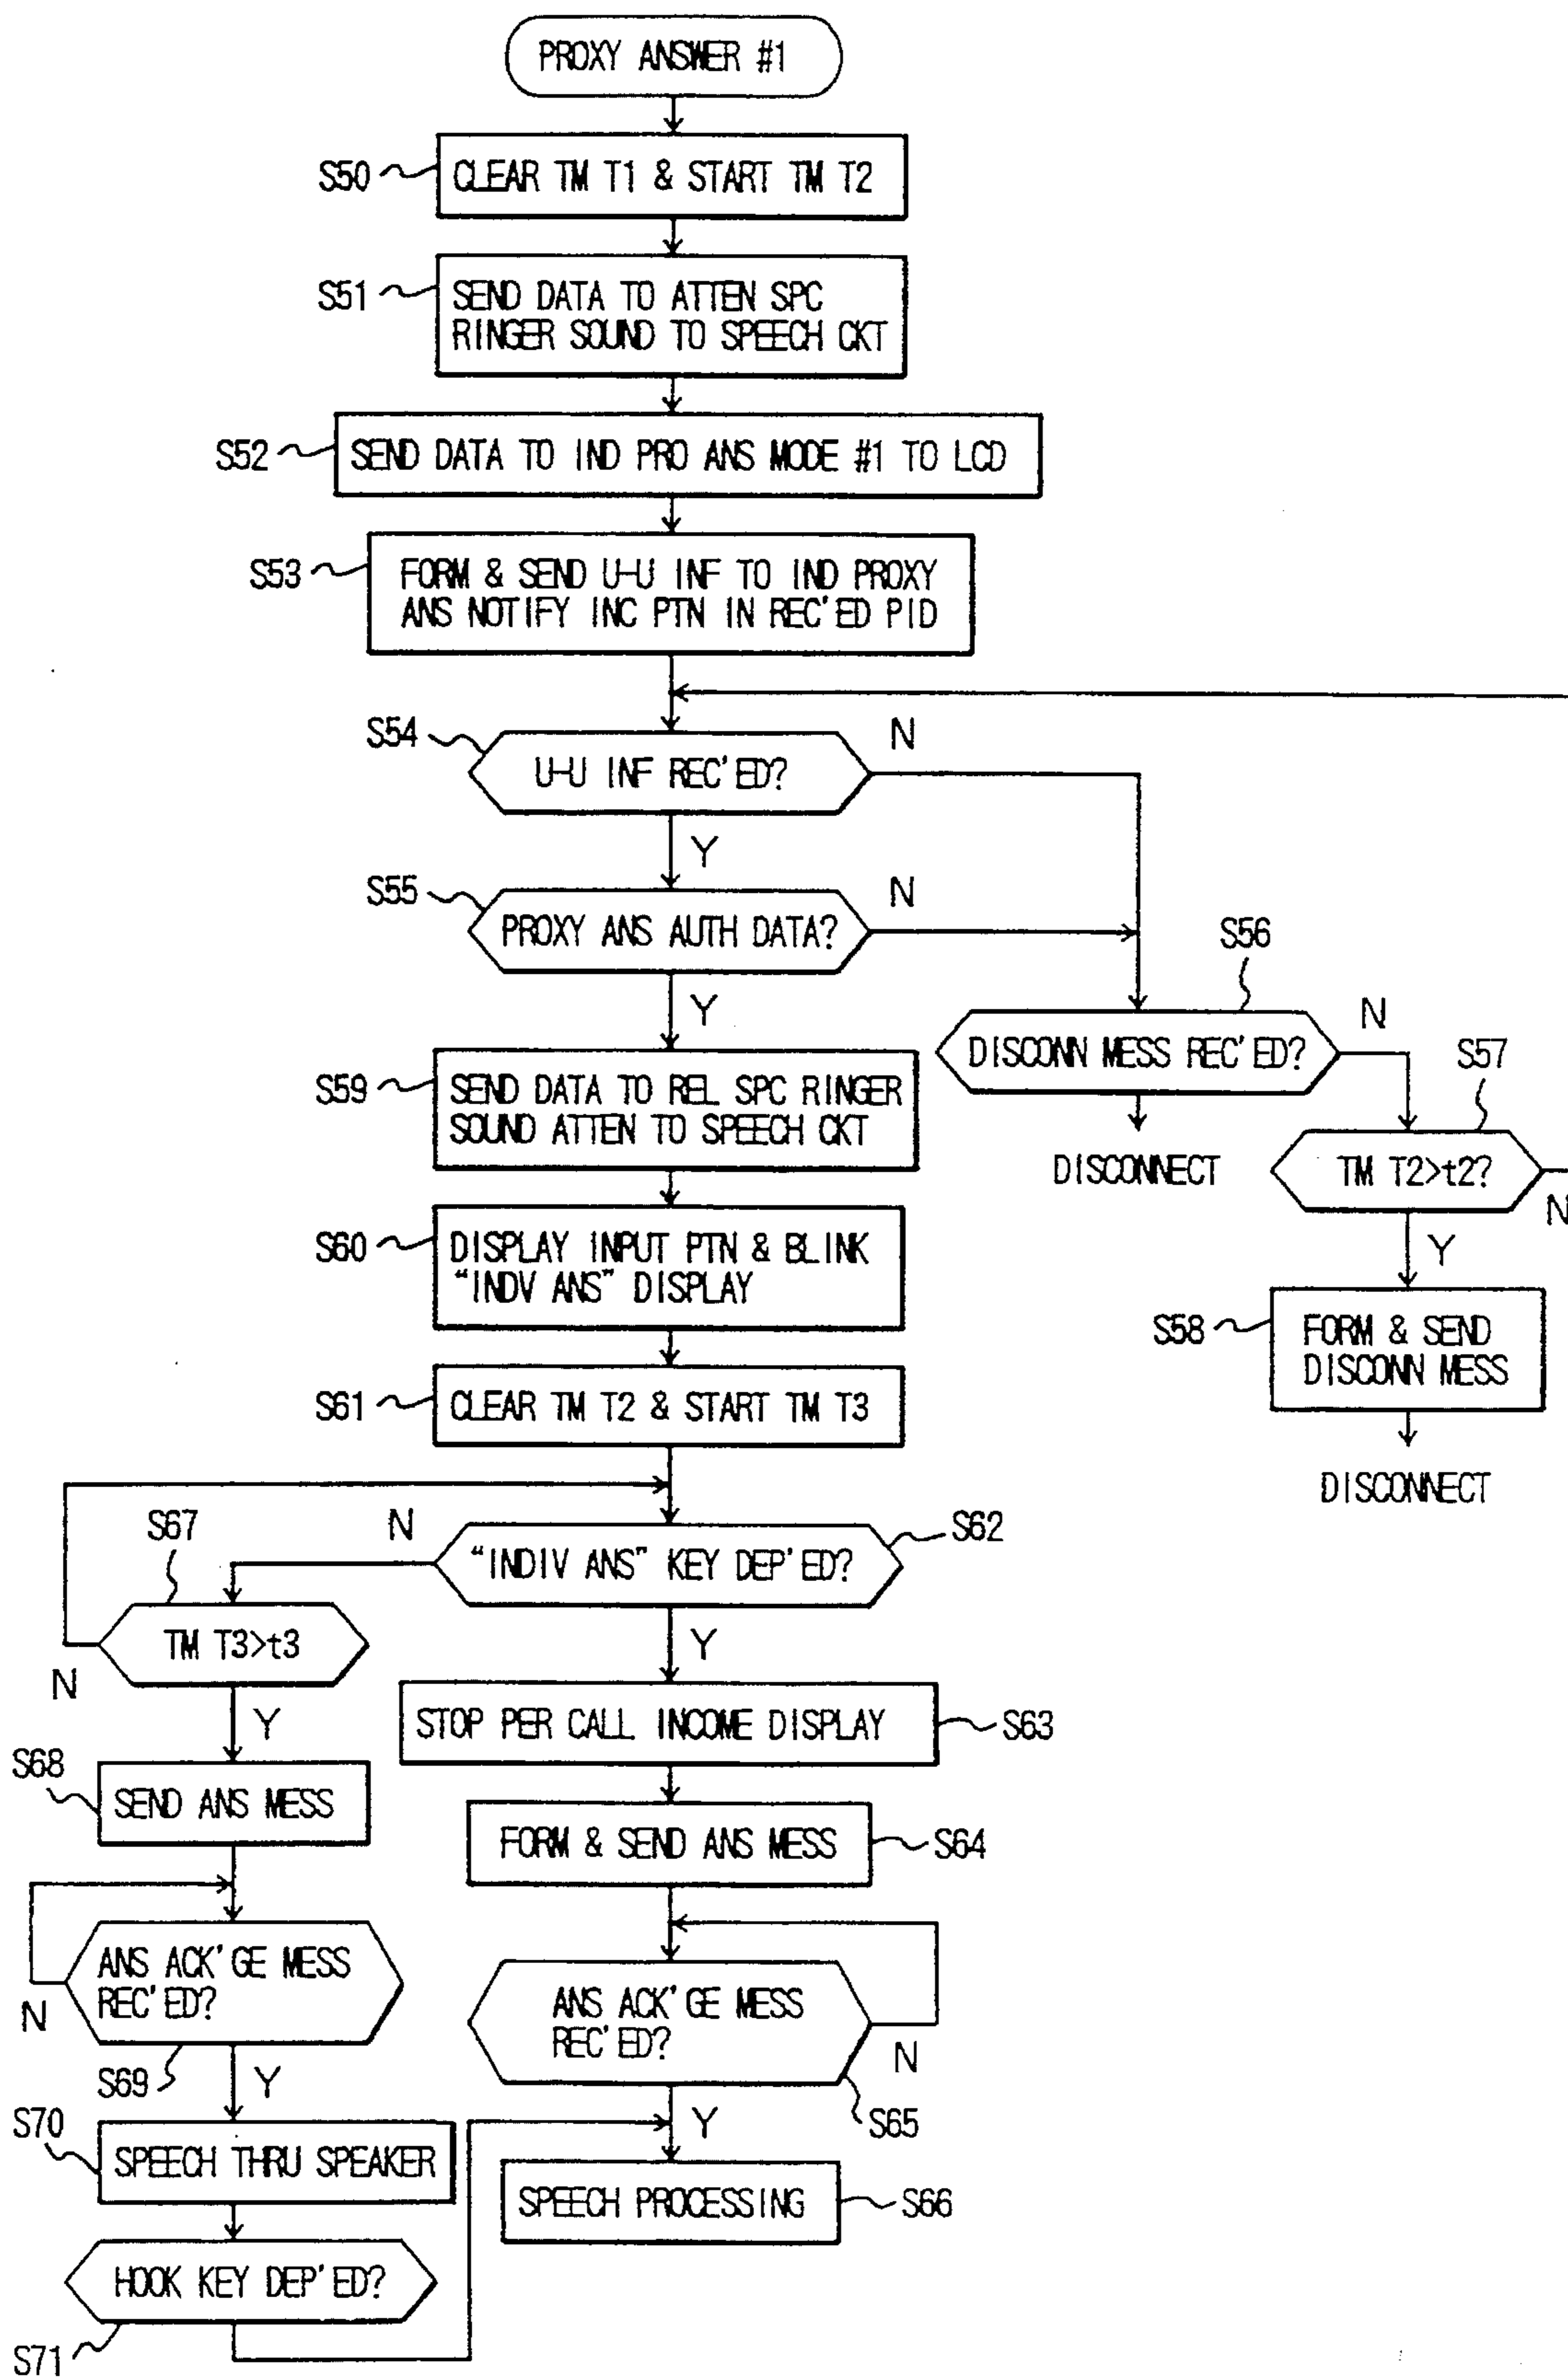 PROXY ANSWER #1
S50
CLEAR TM T1 & START TM T2
S51
SEND DATA TO ATTEN SPC
RINGER SOUND TO SPEECH CKT
S52
SEND DATA TO IND PRO ANS MODE #1 TO LCD
S53
FORM & SEND U-U INF TO IND PROXY
ANS NOTIFY INC PTN IN REC'ED PID
S54
U-U INF REC'ED?
N
Y
S55
PROXY ANS AUTH DATA?
N
Y
S56
DISCONN MESS REC'ED?
N
DISCONNECT
S57
TM T2>t2?
N
Y
S58
FORM & SEND
DISCONN MESS
DISCONNECT
S59
SEND DATA TO REL SPC RINGER
SOUND ATTEN TO SPEECH CKT
S60
DISPLAY INPUT PTN & BLINK
"INDV ANS" DISPLAY
S61
CLEAR TM T2 & START TM T3
S62
"INDIV ANS" KEY DEP'ED?
N
Y
S67
TM T3>t3
N
Y
S63
STOP PER CALL INCOME DISPLAY
S68
SEND ANS MESS
S64
FORM & SEND ANS MESS
S69
ANS ACK'GE MESS
REC'ED?
N
Y
S65
ANS ACK'GE MESS
REC'ED?
N
Y
S70
SPEECH THRU SPEAKER
S66
SPEECH PROCESSING
S71
HOOK KEY DEP'ED?